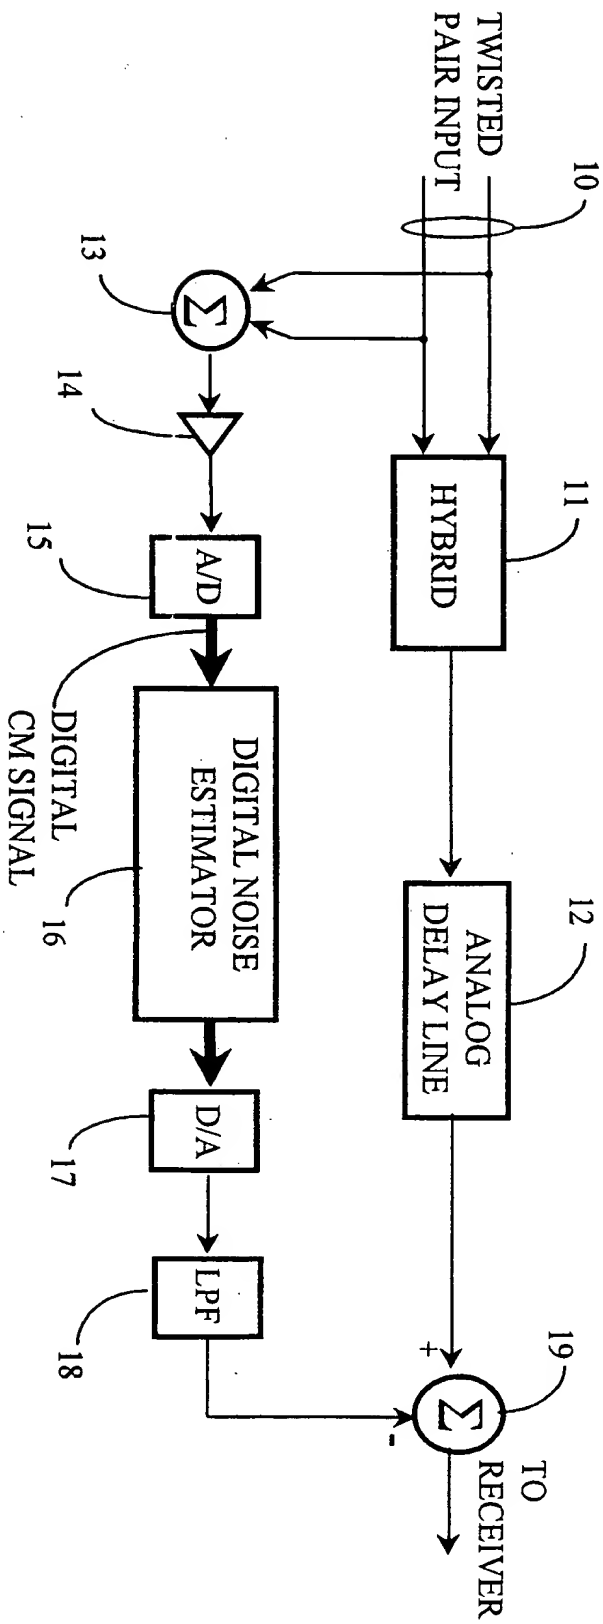 TWISTED
PAIR INPUT
10
11
HYBRID
12
ANALOG
DELAY LINE
19
+
Σ
-
TO
RECEIVER
13
Σ
14
15
A/D
DIGITAL
CM SIGNAL
DIGITAL NOISE
ESTIMATOR
16
D/A
17
LPF
18